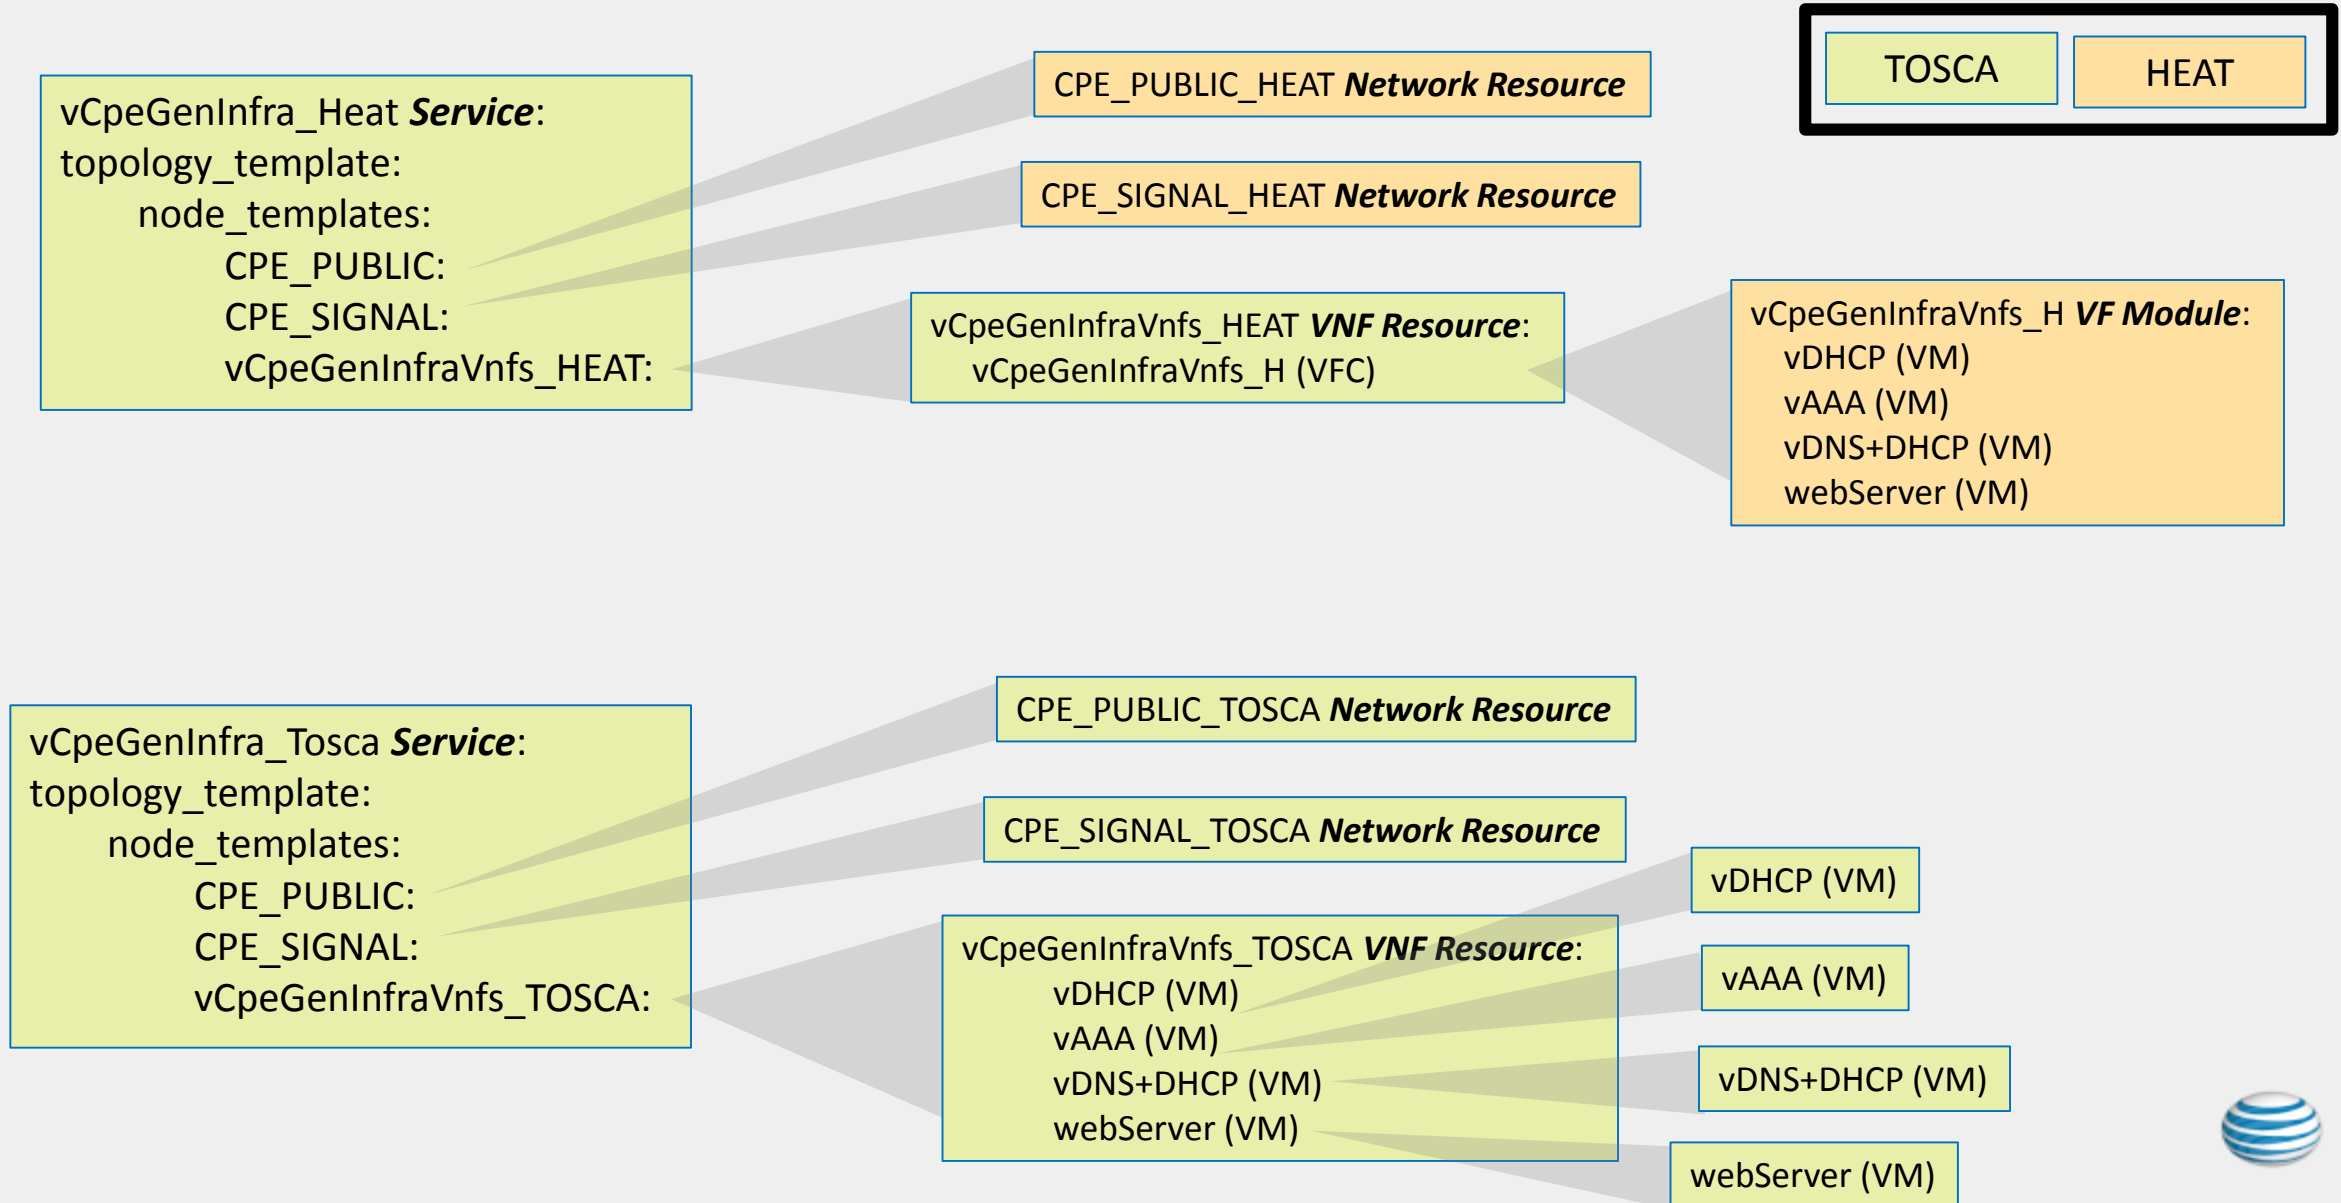 TOSCA
HEAT
vCpeGenInfra_Heat Service:
topology_template:
node_templates:
CPE_PUBLIC:
CPE_SIGNAL:
vCpeGenInfraVnfs_HEAT:
CPE_PUBLIC_HEAT Network Resource
CPE_SIGNAL_HEAT Network Resource
vCpeGenInfraVnfs_HEAT VNF Resource:
vCpeGenInfraVnfs_H (VFC)
vCpeGenInfraVnfs_H VF Module:
vDHCP (VM)
vAAA (VM)
vDNS+DHCP (VM)
webServer (VM)
vCpeGenInfra_Tosca Service:
topology_template:
node_templates:
CPE_PUBLIC:
CPE_SIGNAL:
vCpeGenInfraVnfs_TOSCA:
CPE_PUBLIC_TOSCA Network Resource
CPE_SIGNAL_TOSCA Network Resource
vCpeGenInfraVnfs_TOSCA VNF Resource:
vDHCP (VM)
vAAA (VM)
vDNS+DHCP (VM)
webServer (VM)
vDHCP (VM)
vAAA (VM)
vDNS+DHCP (VM)
webServer (VM)